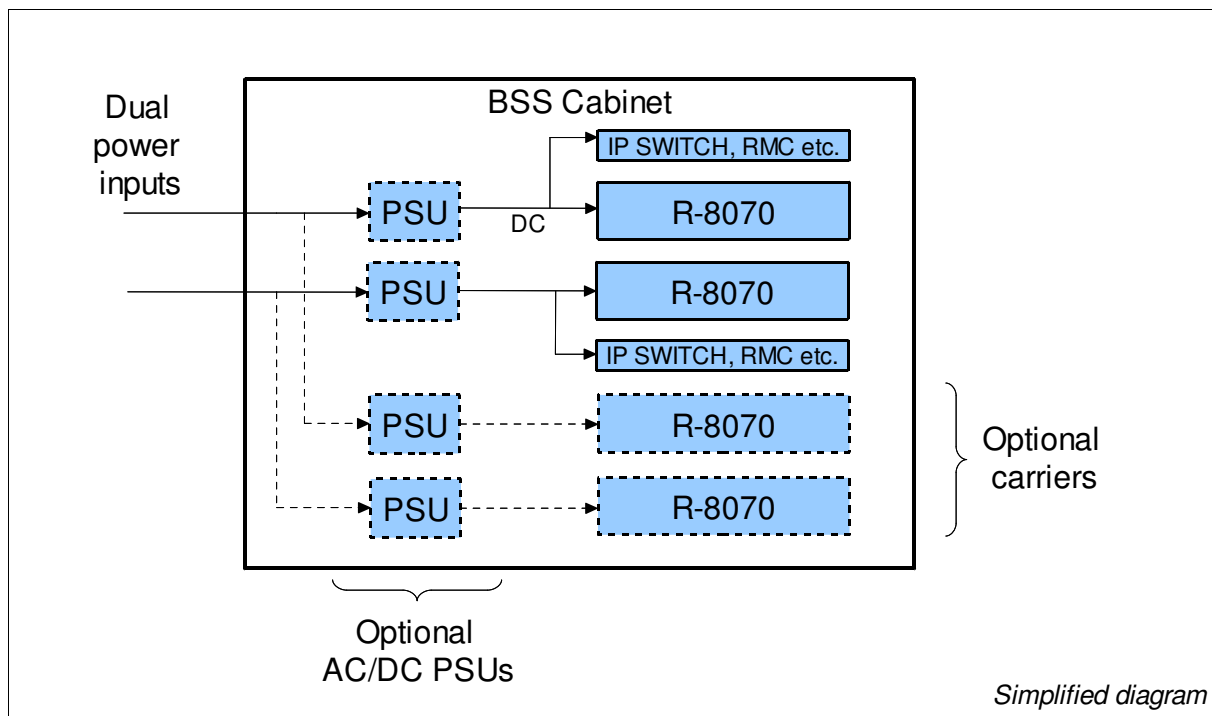 BSS Cabinet
Dual
power
inputs
IP SWITCH, RMC etc.
PSU
DC
R-8070
PSU
R-8070
IP SWITCH, RMC etc.
PSU
R-8070
PSU
R-8070
Optional
carriers
Optional
AC/DC PSUs
Simplified diagram